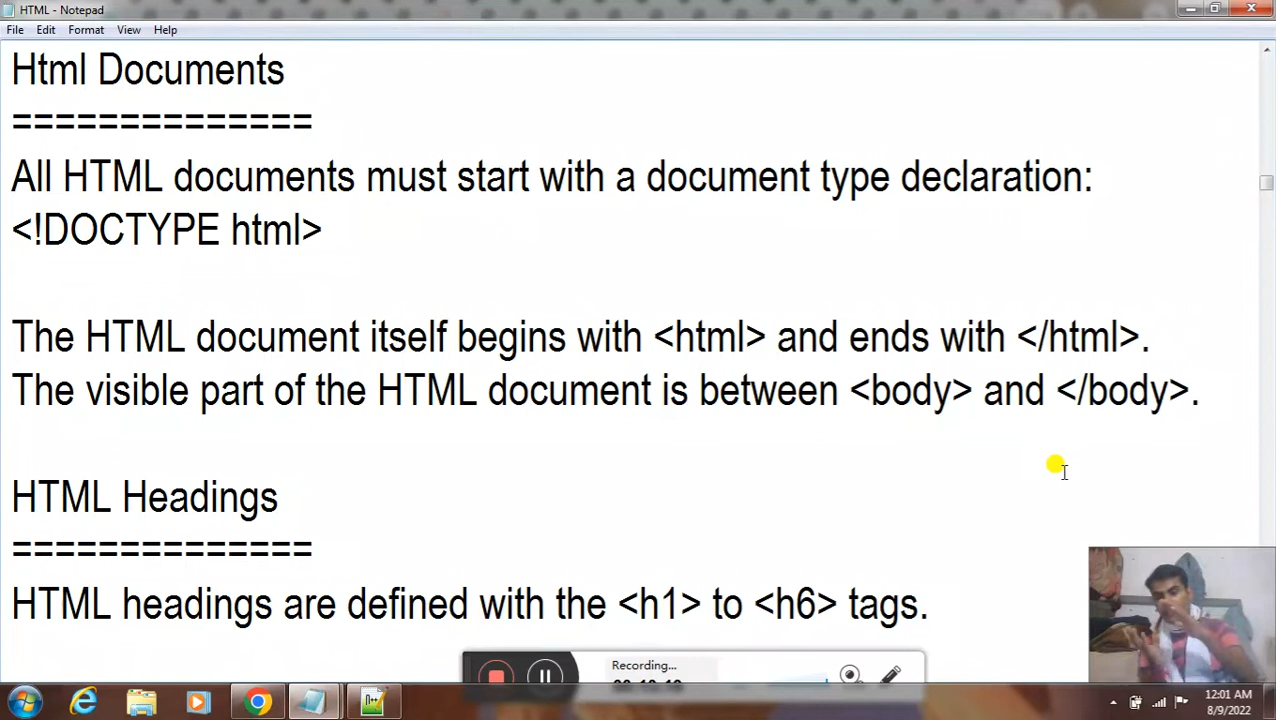 HTML - Notepad
File Edit Format View Help
Html Documents
==============
All HTML documents must start with a document type declaration:
<!DOCTYPE html>
The HTML document itself begins with <html> and ends with </html>.
The visible part of the HTML document is between <body> and </body>.
HTML Headings
==============
HTML headings are defined with the <h1> to <h6> tags.
Recording...
12:01 AM
8/9/2022